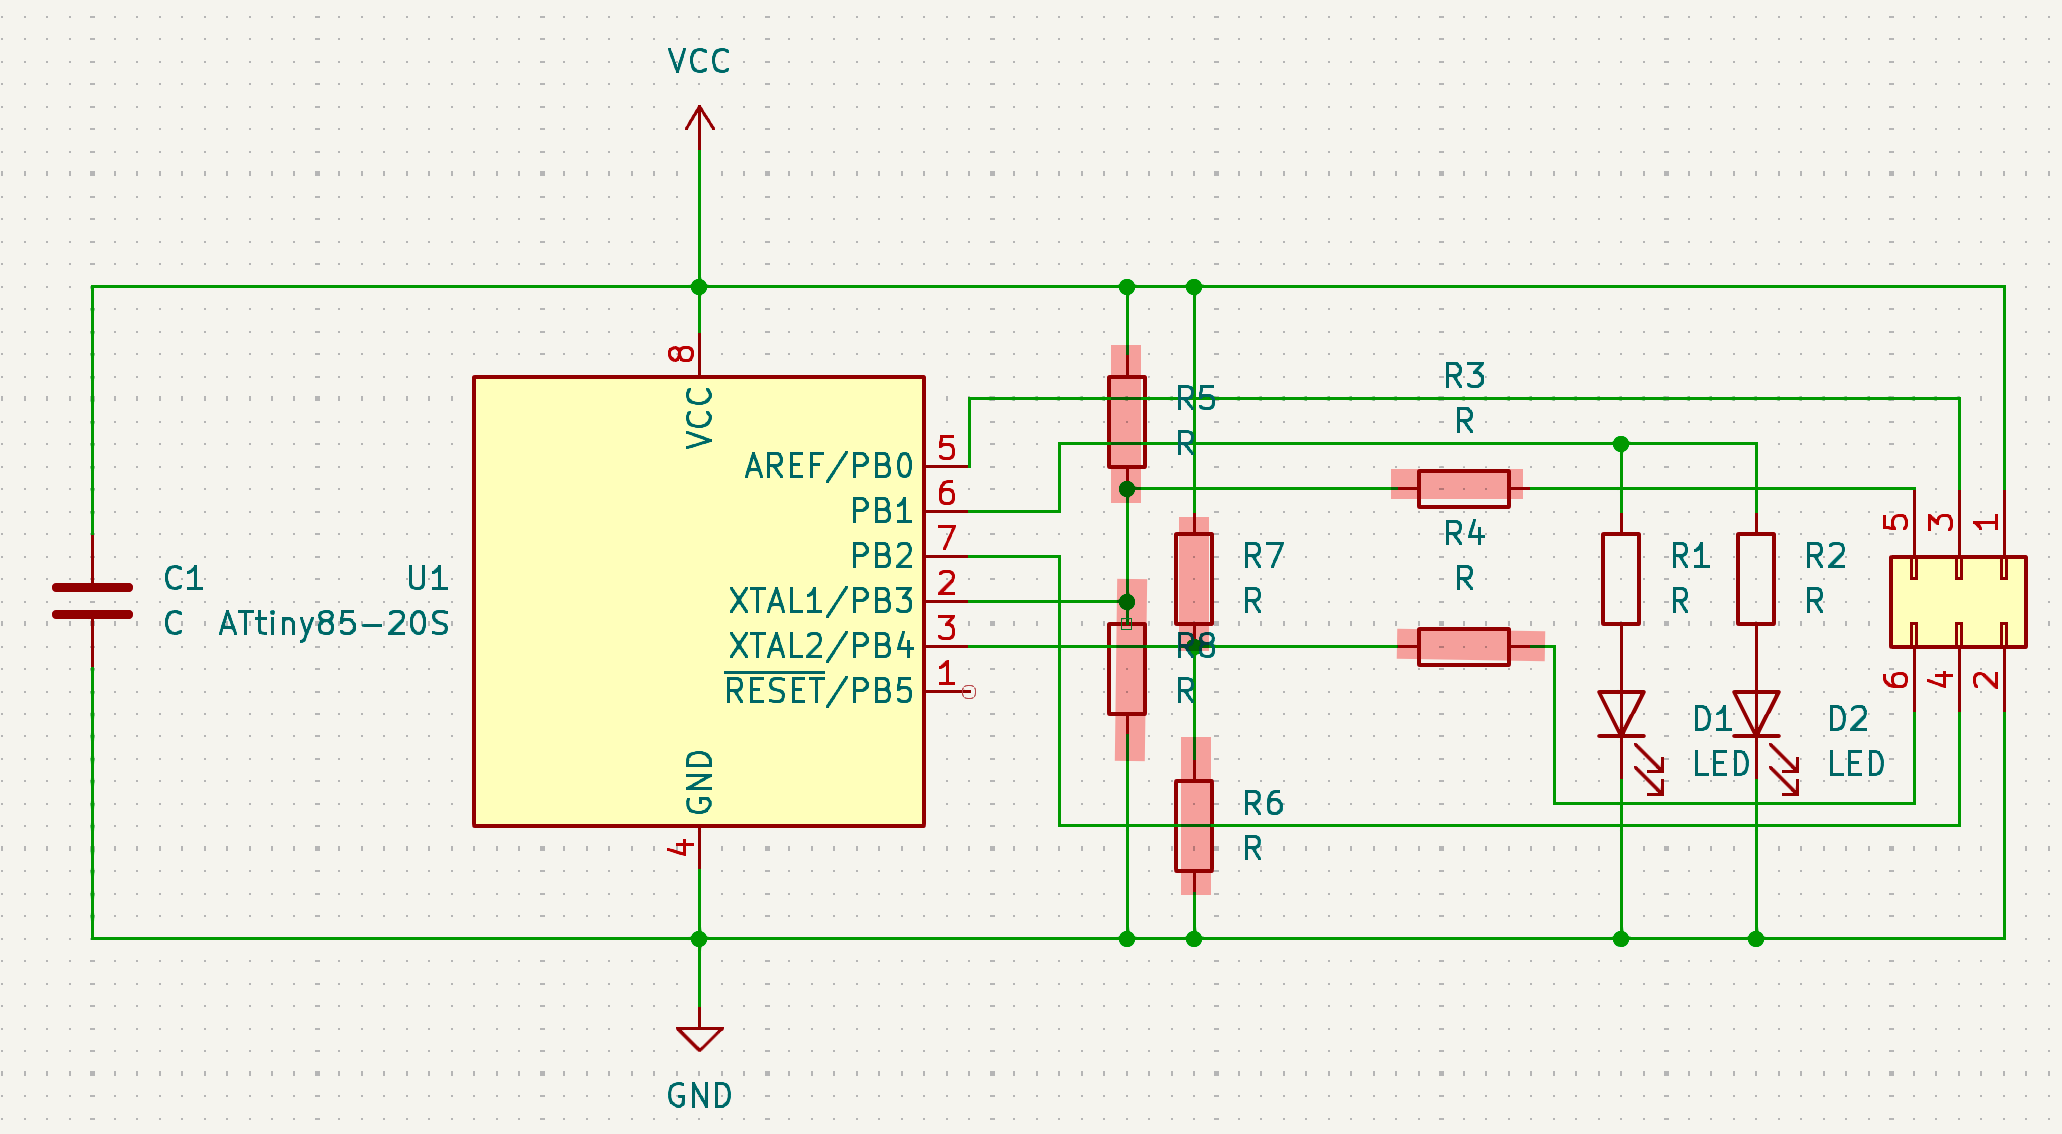 VCC
8
VCC
R3
R5
R
R
AREF/PB0
5
PB1
6
PB2
7
XTAL1/PB3
2
XTAL2/PB4
3
RESET/PB5
1
R4
R
R7
R
R1
R
R2
R
5
3
1
C1
C
U1
ATtiny85-20S
R8
R
6
4
2
D1
LED
D2
LED
GND
4
R6
R
GND